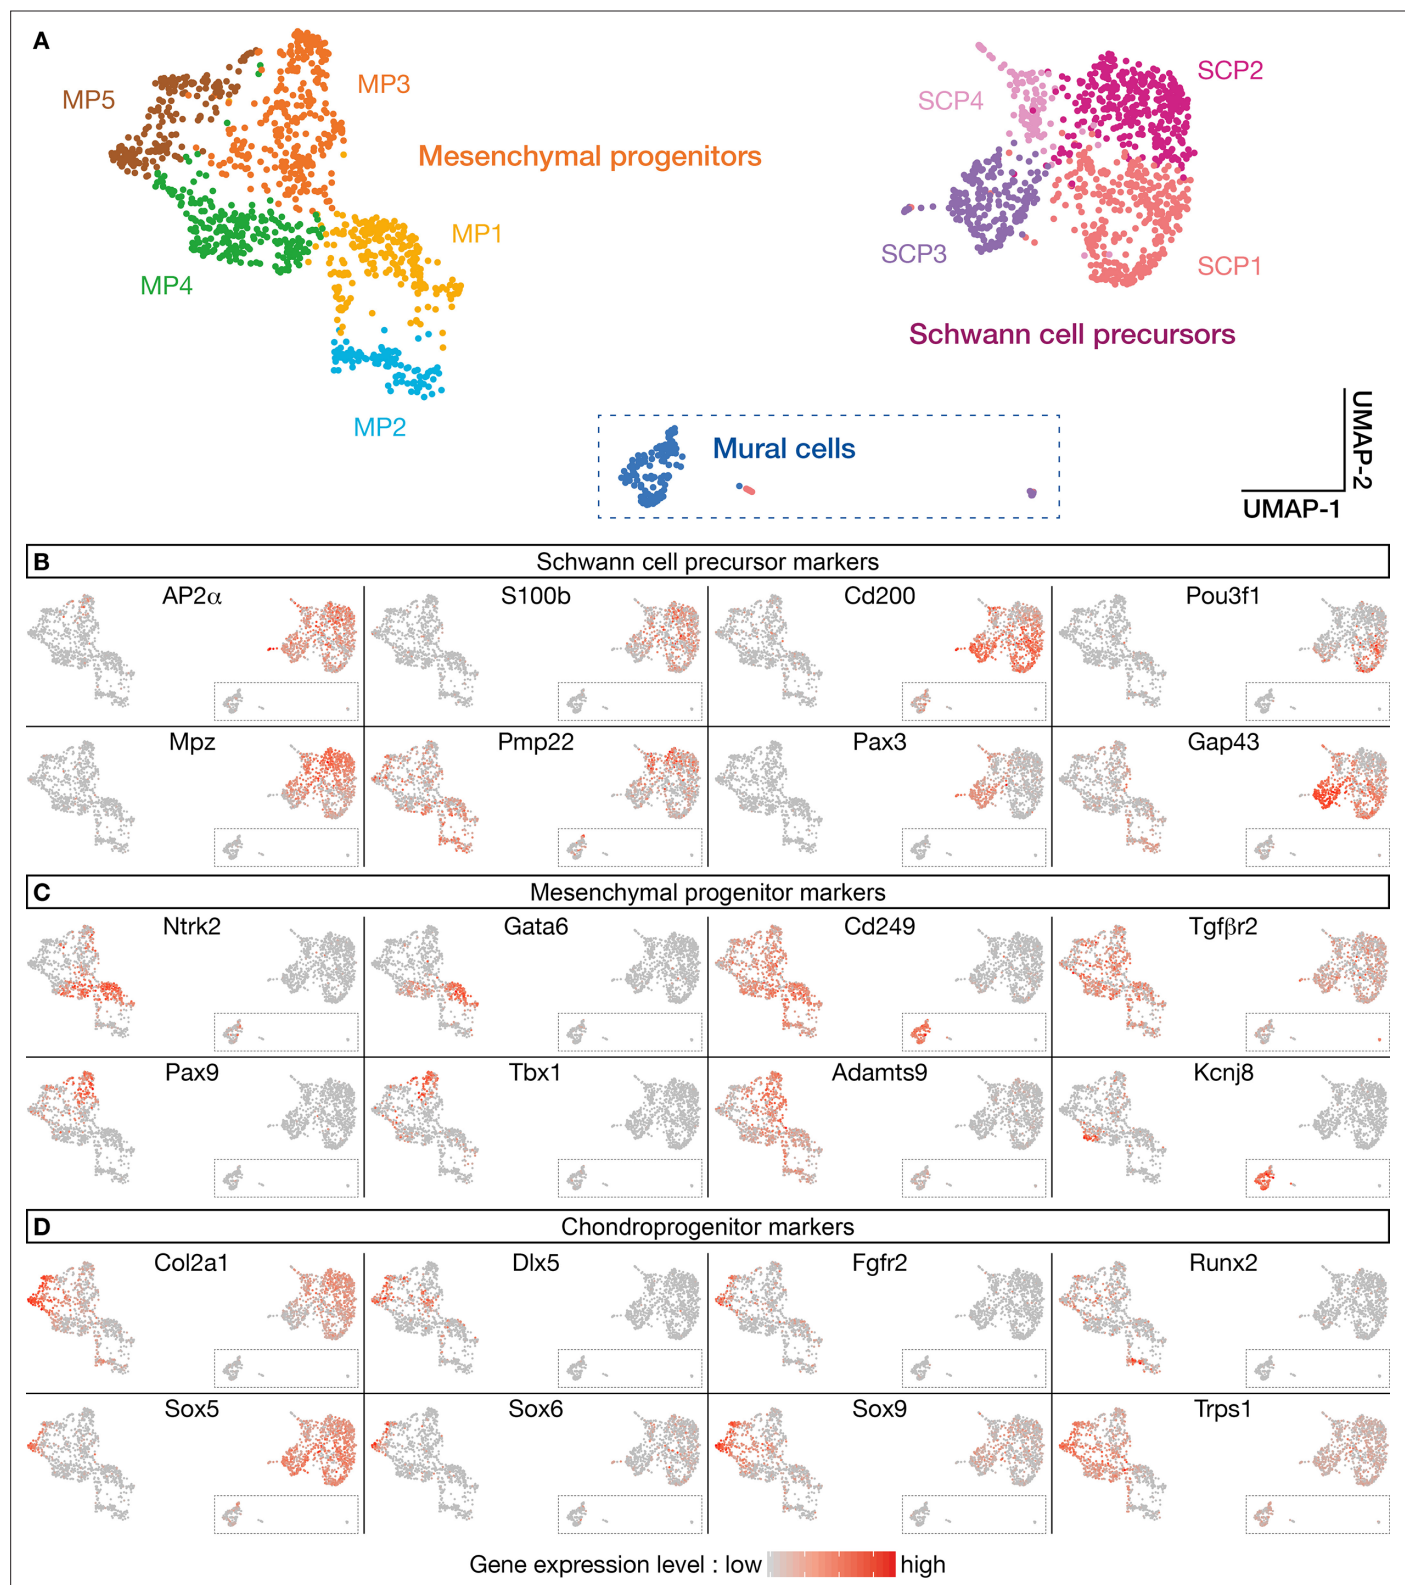 A
MP5
MP3
Mesenchymal progenitors
MP1
MP4
MP2
SCP4
SCP2
SCP3
SCP1
Schwann cell precursors
Mural cells
UMAP-2
UMAP-1
B
Schwann cell precursor markers
AP2α
S100b
Cd200
Pou3f1
Mpz
Pmp22
Pax3
Gap43
C
Mesenchymal progenitor markers
Ntrk2
Gata6
Cd249
Tgfβr2
Pax9
Tbx1
Adamts9
Kcnj8
D
Chondroprogenitor markers
Col2a1
Dlx5
Fgfr2
Runx2
Sox5
Sox6
Sox9
Trps1
Gene expression level : low high